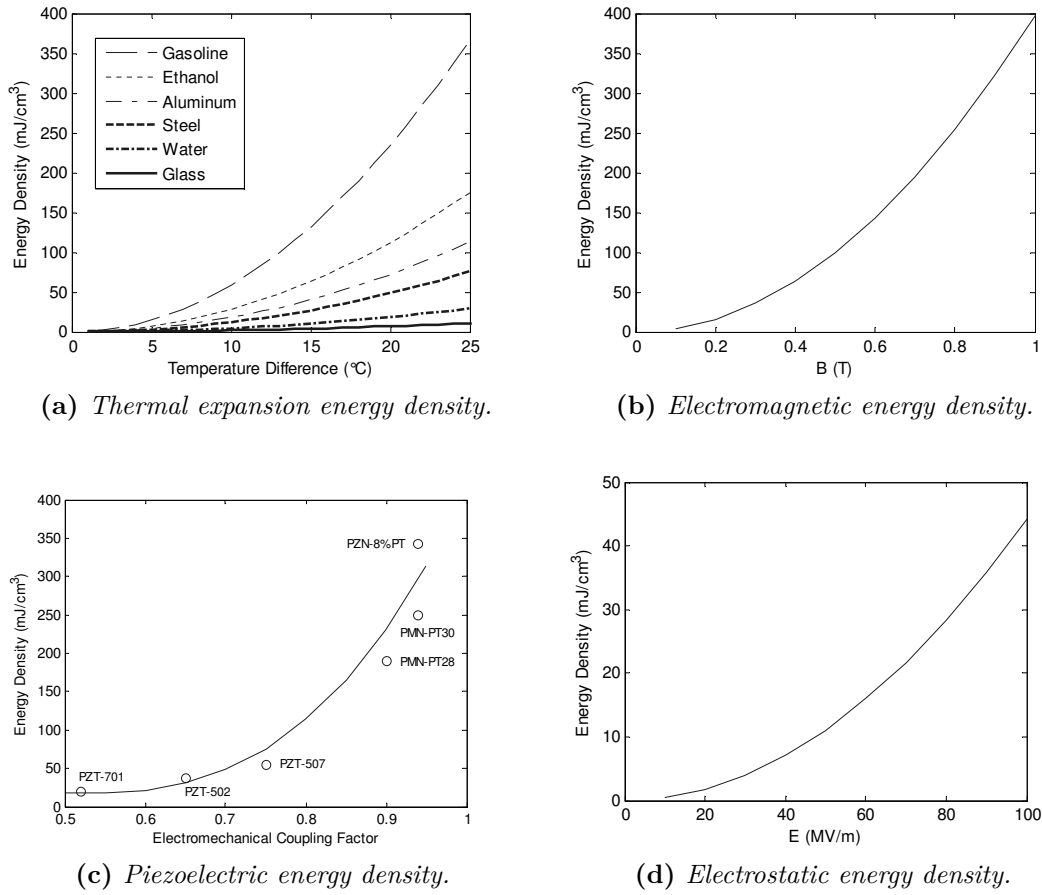 400
350
300
250
200
150
100
50
0
Energy Density (mJ/cm³)
Gasoline
Ethanol
Aluminum
Steel
Water
Glass
0 5 10 15 20 25
Temperature Difference (°C)
(a) Thermal expansion energy density.
400
350
300
250
200
150
100
50
0
Energy Density (mJ/cm³)
0 0.2 0.4 0.6 0.8 1
B (T)
(b) Electromagnetic energy density.
400
350
300
250
200
150
100
50
0
Energy Density (mJ/cm³)
PZN-8%PT
PMN-PT30
PMN-PT28
PZT-507
PZT-701
PZT-502
0.5 0.6 0.7 0.8 0.9 1
Electromechanical Coupling Factor
(c) Piezoelectric energy density.
50
40
30
20
10
0
Energy Density (mJ/cm³)
0 20 40 60 80 100
E (MV/m)
(d) Electrostatic energy density.